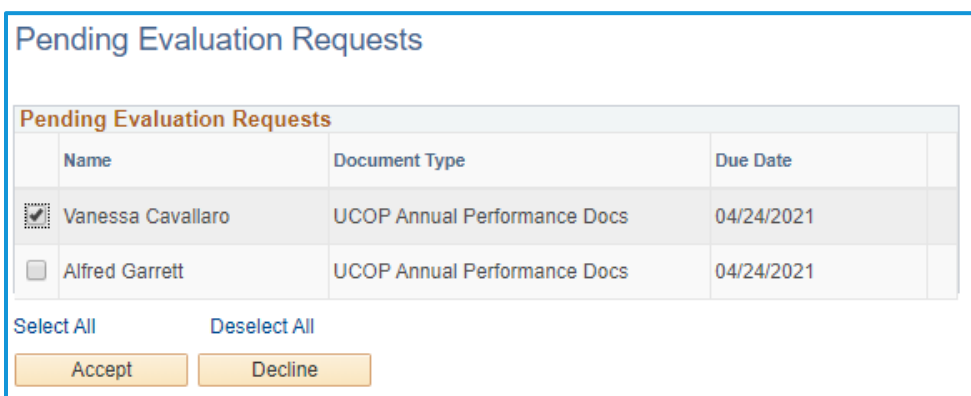 Pending Evaluation Requests
Pending Evaluation Requests
Name Document Type Due Date
Vanessa Cavallaro UCOP Annual Performance Docs 04/24/2021
Alfred Garrett UCOP Annual Performance Docs 04/24/2021
Select All Deselect All
Accept Decline